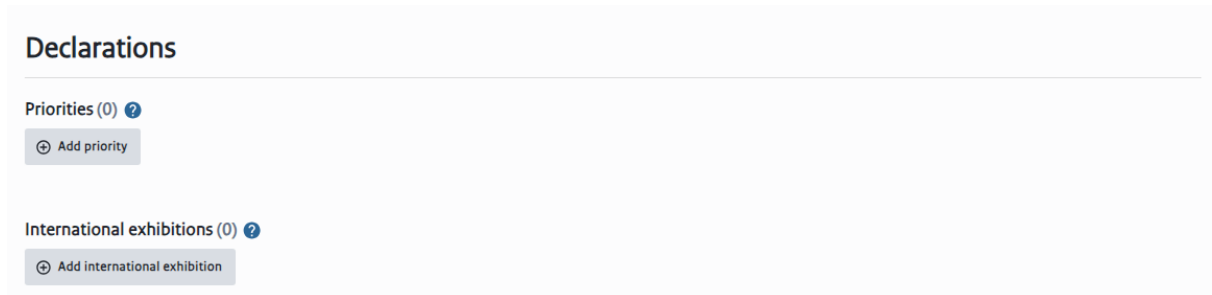 Declarations
Priorities (0) ?
Add priority
International exhibitions (0) ?
Add international exhibition